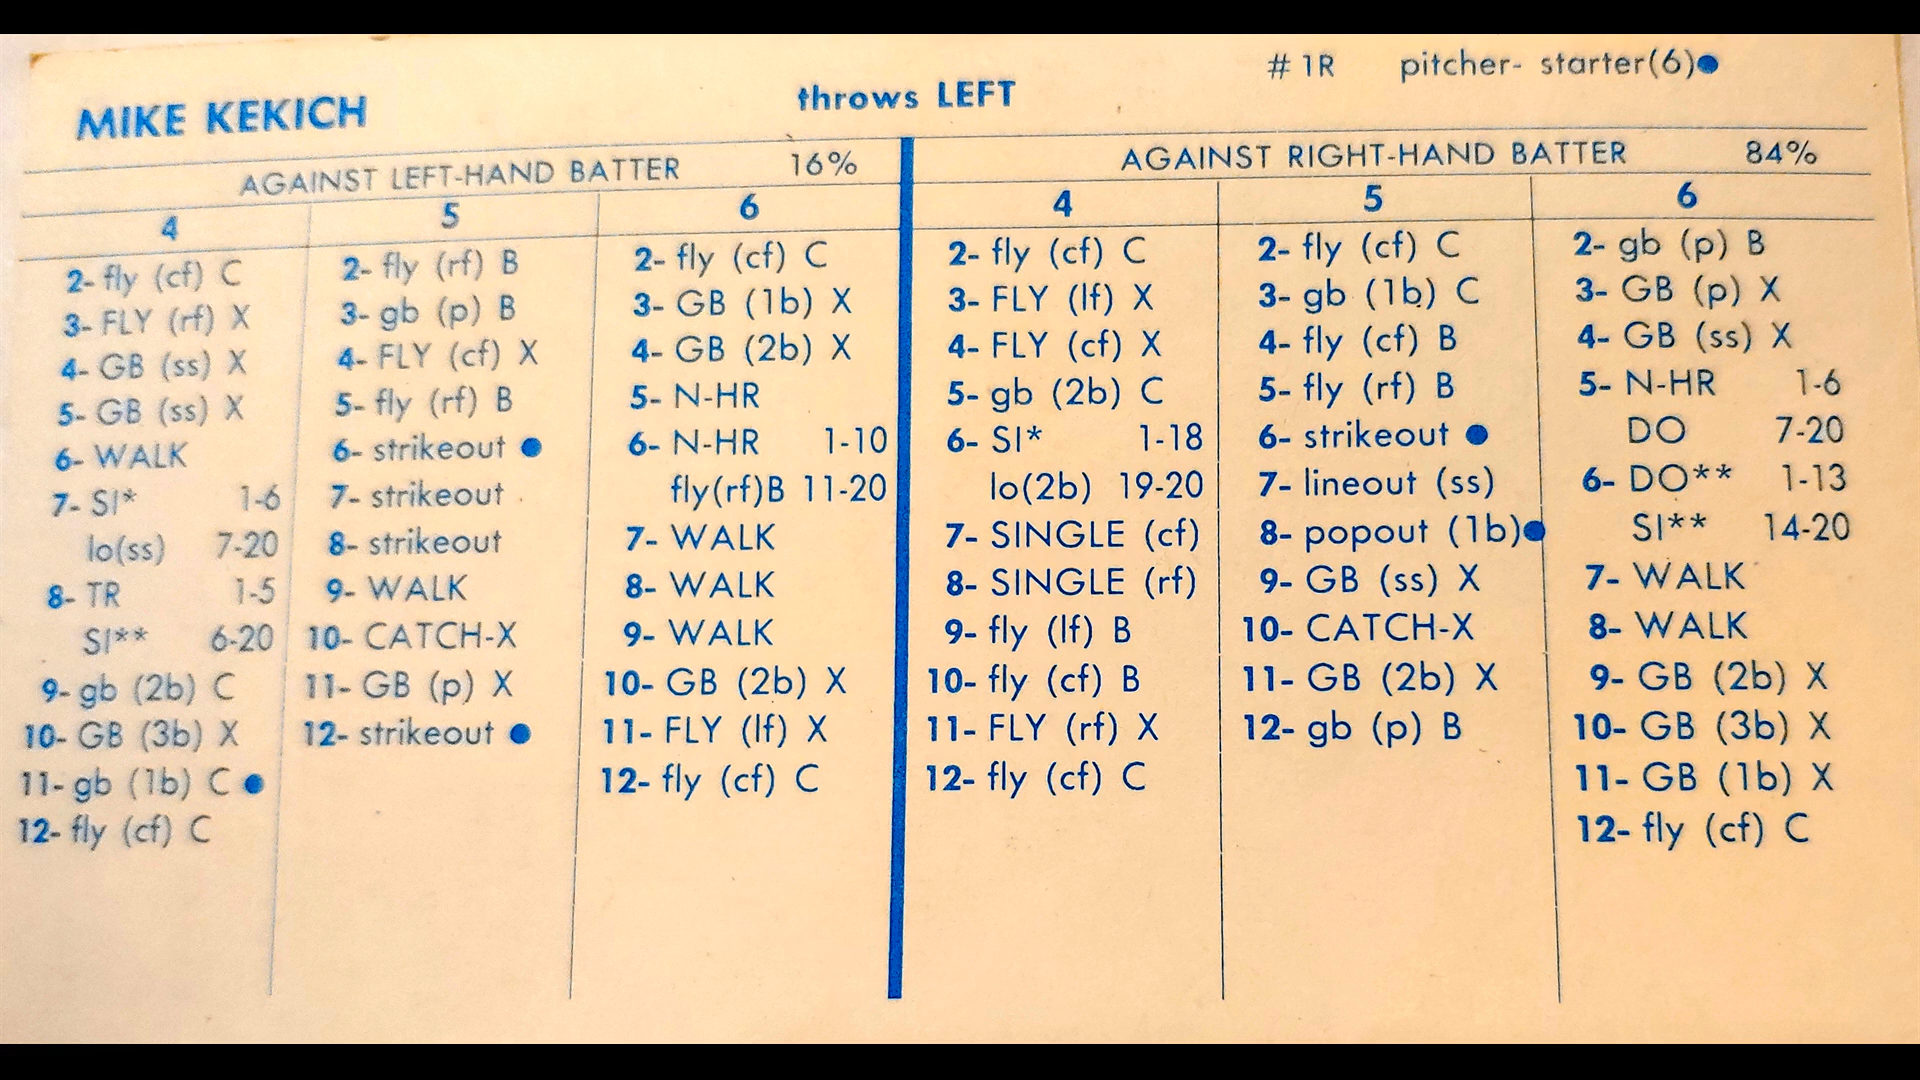 # 1R pitcher- starter(6)●
MIKE KEKICH throws LEFT
AGAINST LEFT-HAND BATTER 16%
4
2- fly (cf) C
3- FLY (rf) X
4- GB (ss) X
5- GB (ss) X
6- WALK
7- SI* 1-6
lo(ss) 7-20
8- TR 1-5
SI** 6-20
9- gb (2b) C
10- GB (3b) X
11- gb (1b) C ●
12- fly (cf) C
5
2- fly (rf) B
3- gb (p) B
4- FLY (cf) X
5- fly (rf) B
6- strikeout ●
7- strikeout
8- strikeout
9- WALK
10- CATCH-X
11- GB (p) X
12- strikeout ●
6
2- fly (cf) C
3- GB (1b) X
4- GB (2b) X
5- N-HR
6- N-HR 1-10
fly(rf)B 11-20
7- WALK
8- WALK
9- WALK
10- GB (2b) X
11- FLY (lf) X
12- fly (cf) C
AGAINST RIGHT-HAND BATTER 84%
4
2- fly (cf) C
3- FLY (lf) X
4- FLY (cf) X
5- gb (2b) C
6- SI* 1-18
lo(2b) 19-20
7- SINGLE (cf)
8- SINGLE (rf)
9- fly (lf) B
10- fly (cf) B
11- FLY (rf) X
12- fly (cf) C
5
2- fly (cf) C
3- gb (1b) C
4- fly (cf) B
5- fly (rf) B
6- strikeout ●
7- lineout (ss)
8- popout (1b)●
9- GB (ss) X
10- CATCH-X
11- GB (2b) X
12- gb (p) B
6
2- gb (p) B
3- GB (p) X
4- GB (ss) X
5- N-HR 1-6
DO 7-20
6- DO** 1-13
SI** 14-20
7- WALK
8- WALK
9- GB (2b) X
10- GB (3b) X
11- GB (1b) X
12- fly (cf) C